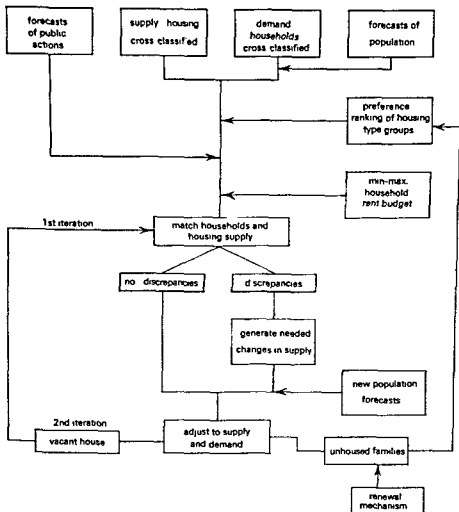 forecasts
of public
actions
supply housing
cross classified
demand
households
cross classified
forecasts of
population
preference
ranking of housing
type groups
min-max.
household
rent budget
1st iteration
match households and
housing supply
no discrepancies
discrepancies
generate needed
changes in supply
new population
forecasts
2nd iteration
vacant house
adjust to supply
and demand
unhoused families
renewal
mechanism